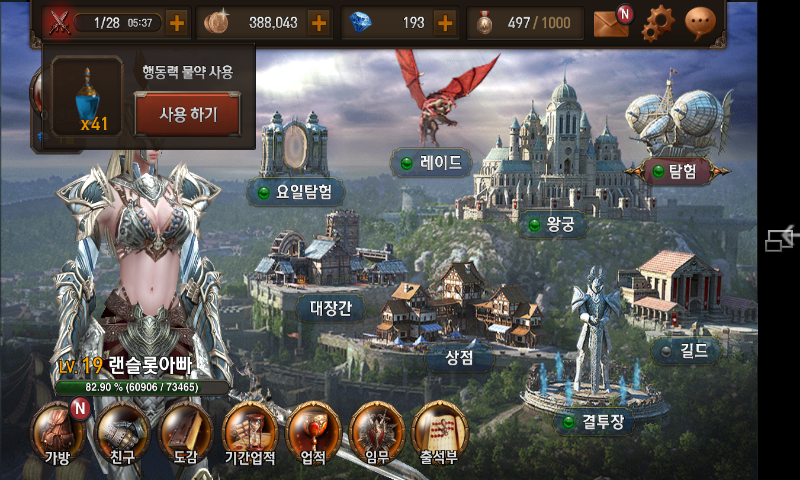 1/28 05:37
388,043
193
497 / 1000
N
행동력 물약 사용
x41
사용 하기
레이드
탐험
요일탐험
왕궁
대장간
상점
길드
결투장
LV. 19 랜슬롯아빠
82.90 % (60906 / 73465)
N
가방
친구
도감
기간업적
업적
임무
출석부